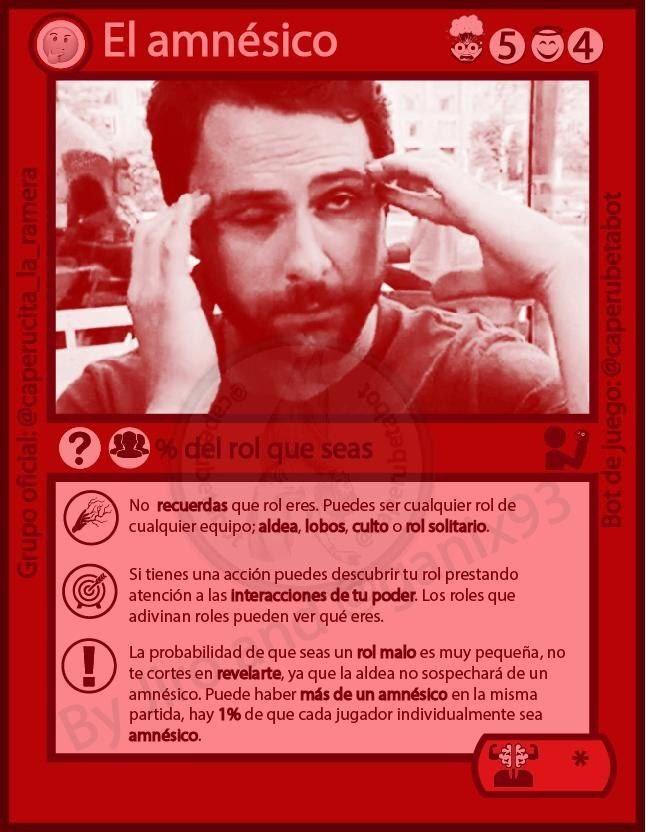 El amnésico
5
4
Grupo oficial: @caperucita_la_ramera
Bot de juego: @caperubetabot
?
% del rol que seas
No recuerdas que rol eres. Puedes ser cualquier rol de
cualquier equipo; aldea, lobos, culto o rol solitario.
Si tienes una acción puedes descubrir tu rol prestando
atención a las interacciones de tu poder. Los roles que
adivinan roles pueden ver qué eres.
!
La probabilidad de que seas un rol malo es muy pequeña, no
te cortes en revelarte, ya que la aldea no sospechará de un
amnésico. Puede haber más de un amnésico en la misma
partida, hay 1% de que cada jugador individualmente sea
amnésico.
*